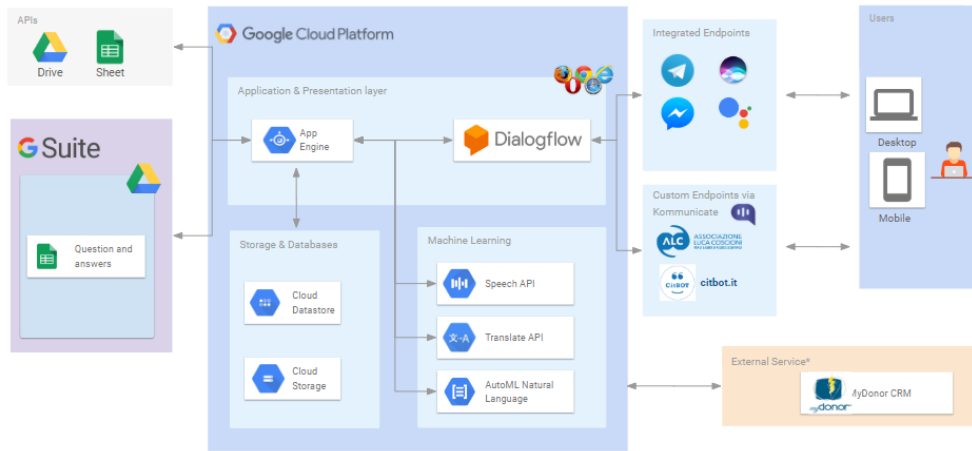 APIs
Drive
Sheet
G Suite
Question and
answers
Google Cloud Platform
Application & Presentation layer
App
Engine
Dialogflow
Storage & Databases
Cloud
Datastore
Cloud
Storage
Machine Learning
Speech API
Translate API
AutoML Natural
Language
Integrated Endpoints
Custom Endpoints via
Kommunicate
ALC
ASSOCIAZIONE
LUCA COSCIONI
CitBOT
citbot.it
Users
Desktop
Mobile
External Service*
mydonor
MyDonor CRM